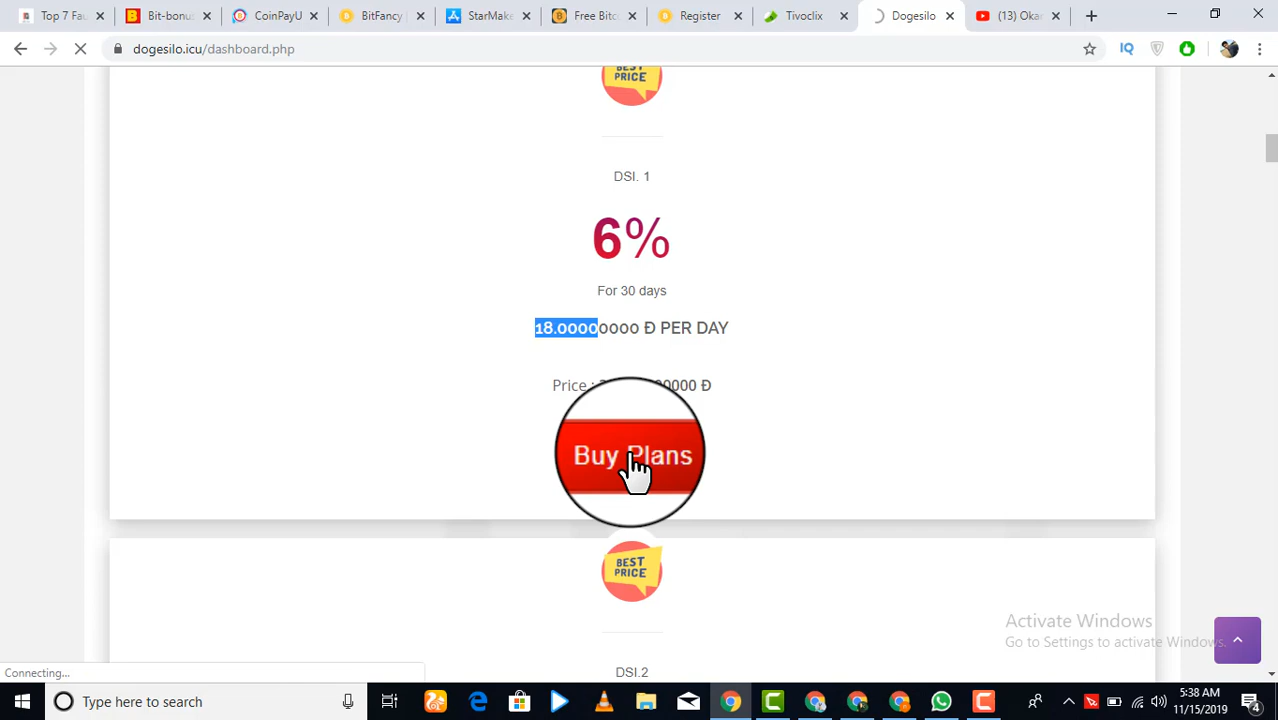 Top 7 Fau
Bit-bonu
CoinPayU
BitFancy
StarMake
Free Bitc
Register
Tivoclix
Dogesilo
(13) Oka
dogesilo.icu/dashboard.php
IQ
BEST
PRICE
DSI. 1
6%
For 30 days
18.00000000 Ð PER DAY
Price : 00000 Ð
Buy Plans
BEST
PRICE
DSI.2
Activate Windows
Go to Settings to activate Windows.
Connecting...
Type here to search
5:38 AM
11/15/2019
4